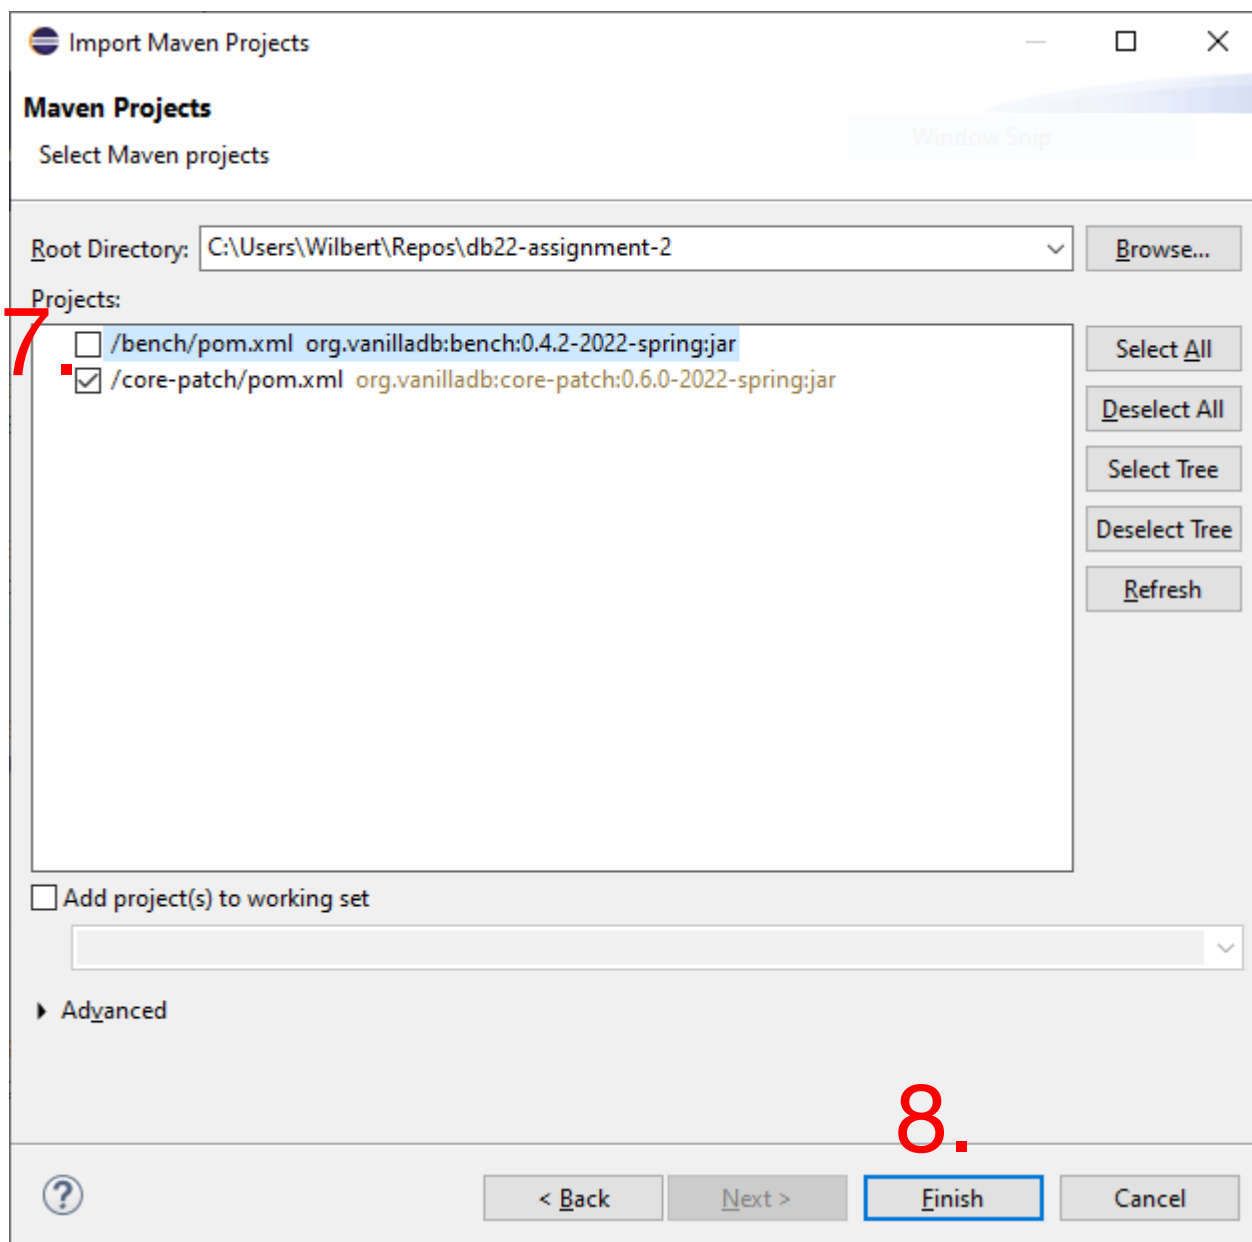 Import Maven Projects
Maven Projects
Select Maven projects
Window Snip
Root Directory: C:\Users\Wilbert\Repos\db22-assignment-2 Browse...
Projects:
7.
/bench/pom.xml org.vanilladb:bench:0.4.2-2022-spring:jar
/core-patch/pom.xml org.vanilladb:core-patch:0.6.0-2022-spring:jar
Select All
Deselect All
Select Tree
Deselect Tree
Refresh
Add project(s) to working set
Advanced
8.
? < Back Next > Finish Cancel